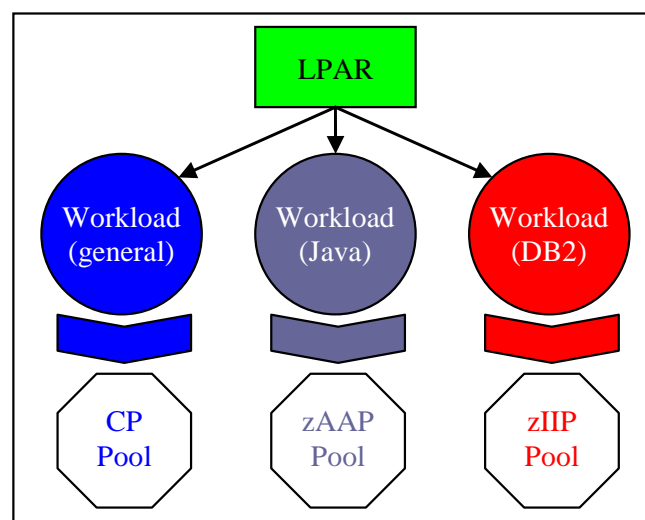 LPAR
Workload
(general)
Workload
(Java)
Workload
(DB2)
CP
Pool
zAAP
Pool
zIIP
Pool